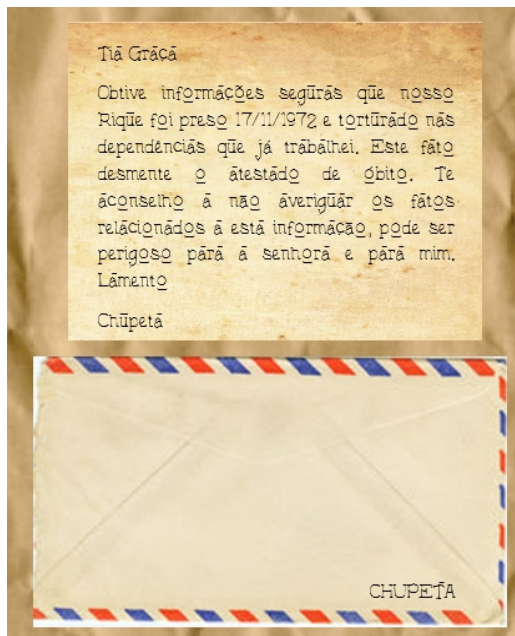 Tia Graça
Obtive informações seguras que nosso
Rique foi preso 17/11/1972 e torturado nas
dependências que já trabalhei. Este fato
desmente o atestado de óbito. Te
aconselho a não averiguar os fatos
relacionados a esta informação, pode ser
perigoso para a senhora e para mim.
Lamento
Chupeta
CHUPETA